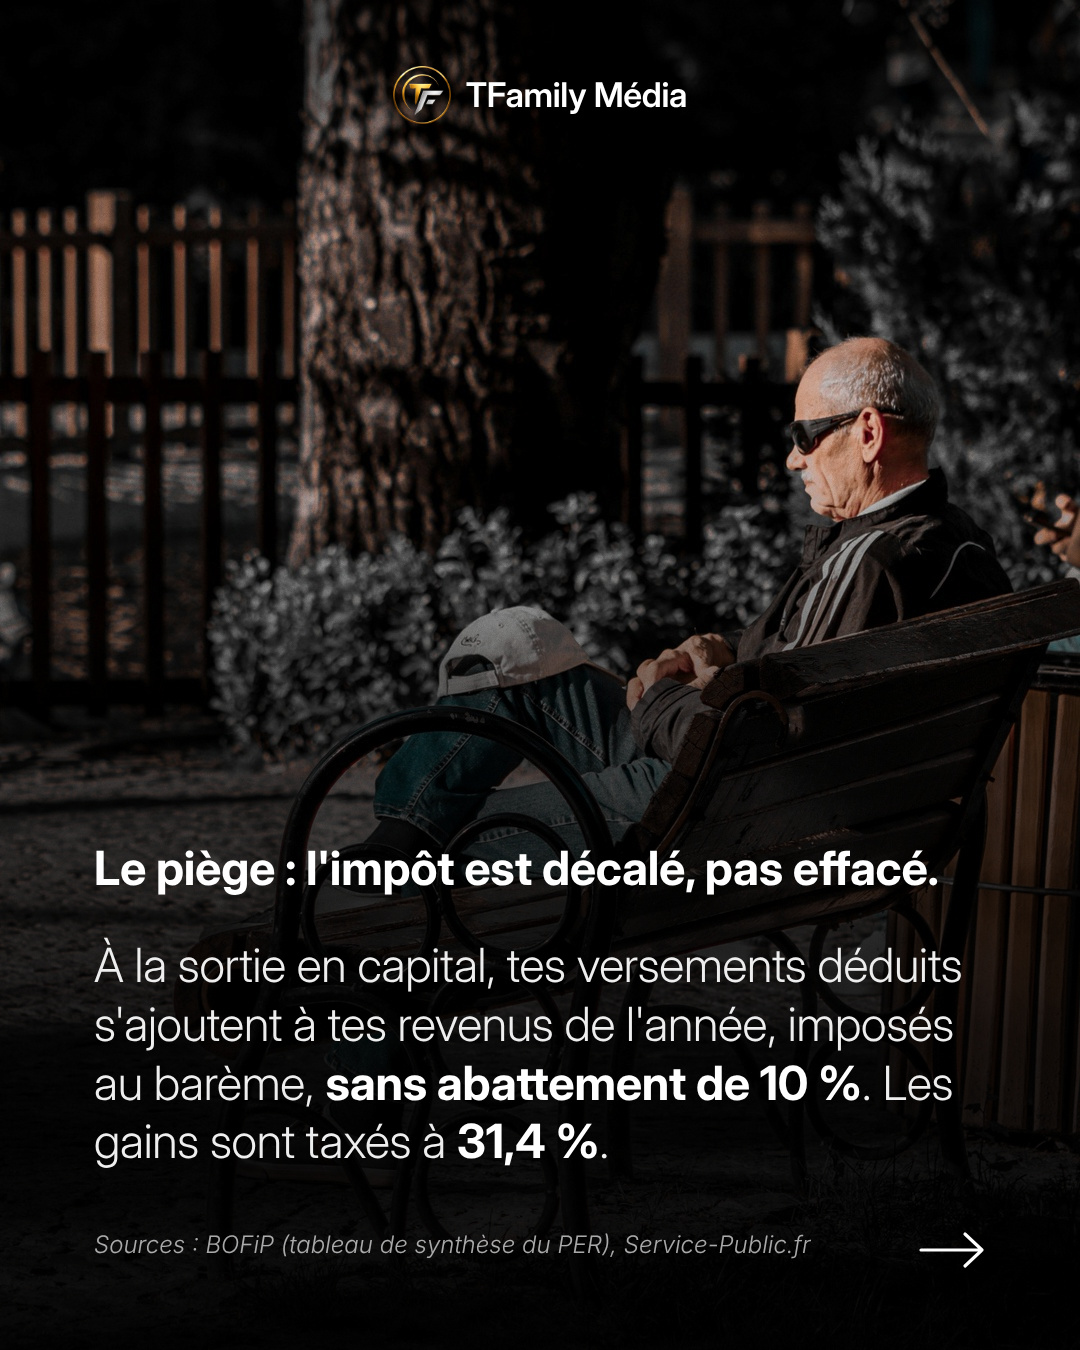 TFamily Média
Le piège : l'impôt est décalé, pas effacé.
À la sortie en capital, tes versements déduits
s'ajoutent à tes revenus de l'année, imposés
au barème, sans abattement de 10 %. Les
gains sont taxés à 31,4 %.
Sources : BOFiP (tableau de synthèse du PER), Service-Public.fr